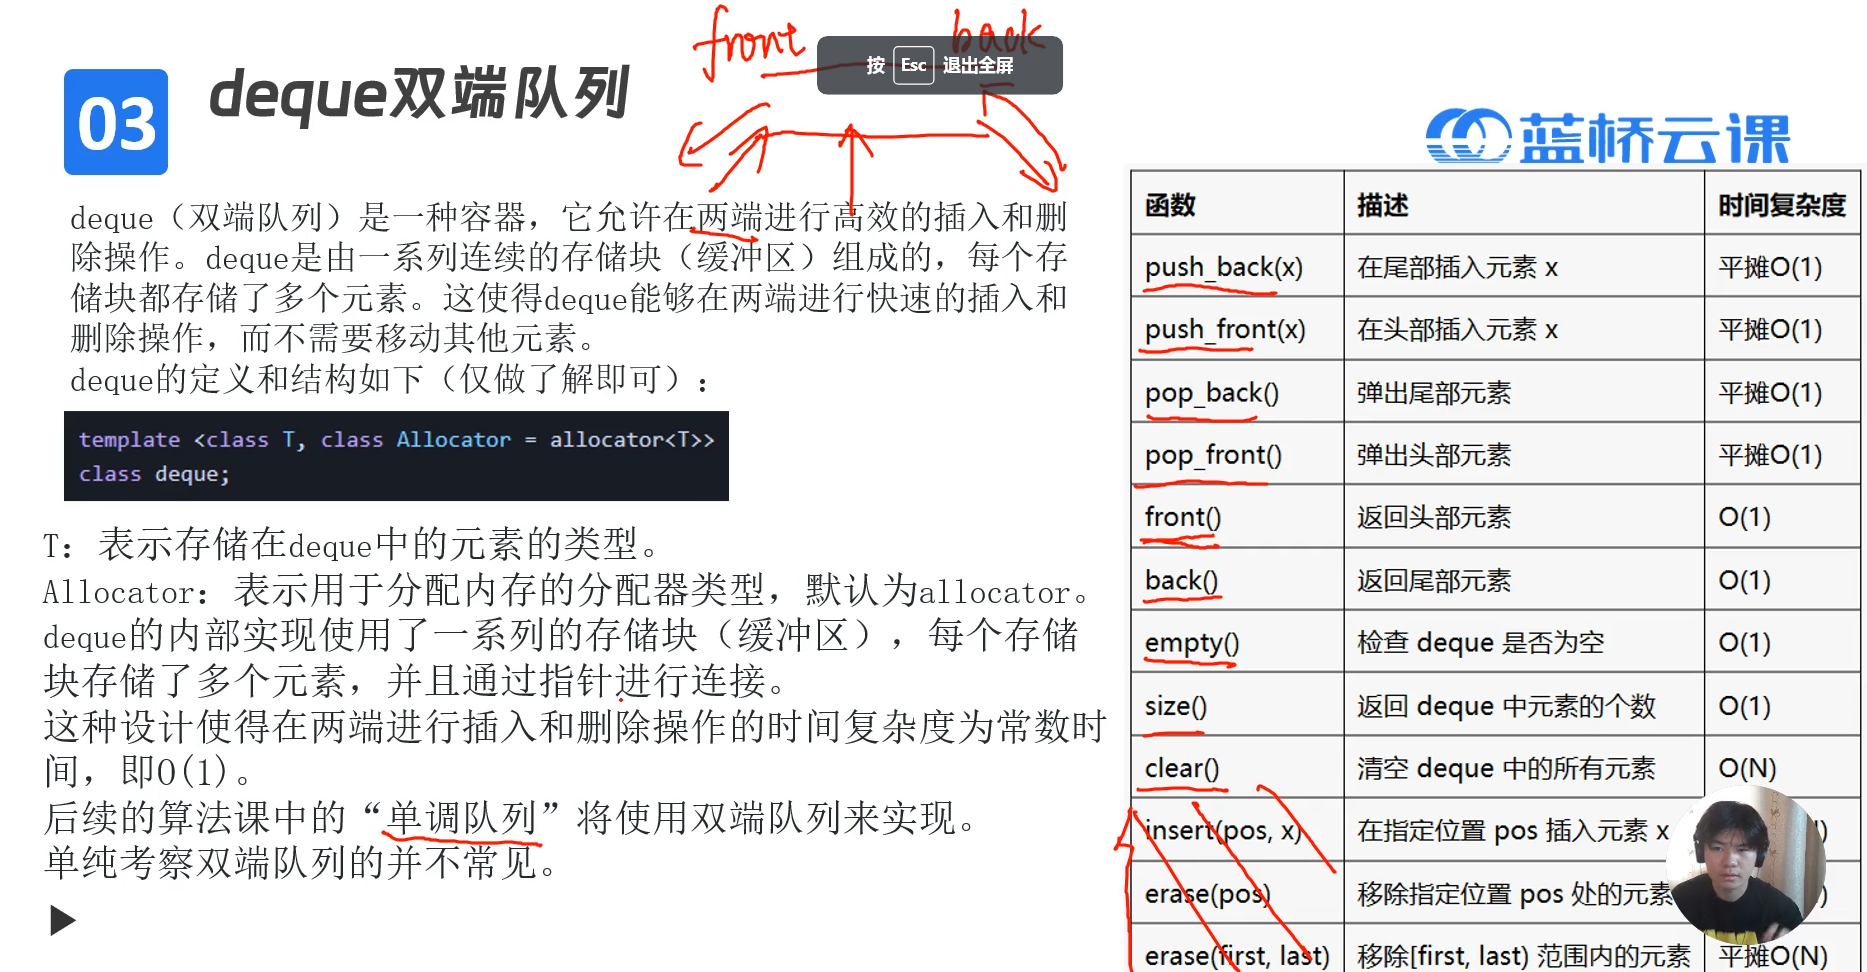 front
back
按 Esc 退出全屏
03
deque双端队列
蓝桥云课
deque（双端队列）是一种容器，它允许在两端进行高效的插入和删
除操作。deque是由一系列连续的存储块（缓冲区）组成的，每个存
储块都存储了多个元素。这使得deque能够在两端进行快速的插入和
删除操作，而不需要移动其他元素。
deque的定义和结构如下（仅做了解即可）：
template <class T, class Allocator = allocator<T>>
class deque;
T：表示存储在deque中的元素的类型。
Allocator：表示用于分配内存的分配器类型，默认为allocator。
deque的内部实现使用了一系列的存储块（缓冲区），每个存储
块存储了多个元素，并且通过指针进行连接。
这种设计使得在两端进行插入和删除操作的时间复杂度为常数时
间，即O(1)。
后续的算法课中的“单调队列”将使用双端队列来实现。
单纯考察双端队列的并不常见。
函数 描述 时间复杂度
push_back(x) 在尾部插入元素 x 平摊O(1)
push_front(x) 在头部插入元素 x 平摊O(1)
pop_back() 弹出尾部元素 平摊O(1)
pop_front() 弹出头部元素 平摊O(1)
front() 返回头部元素 O(1)
back() 返回尾部元素 O(1)
empty() 检查 deque 是否为空 O(1)
size() 返回 deque 中元素的个数 O(1)
clear() 清空 deque 中的所有元素 O(N)
insert(pos, x) 在指定位置 pos 插入元素 x
erase(pos) 移除指定位置 pos 处的元素
erase(first, last) 移除[first, last) 范围内的元素 平摊O(N)